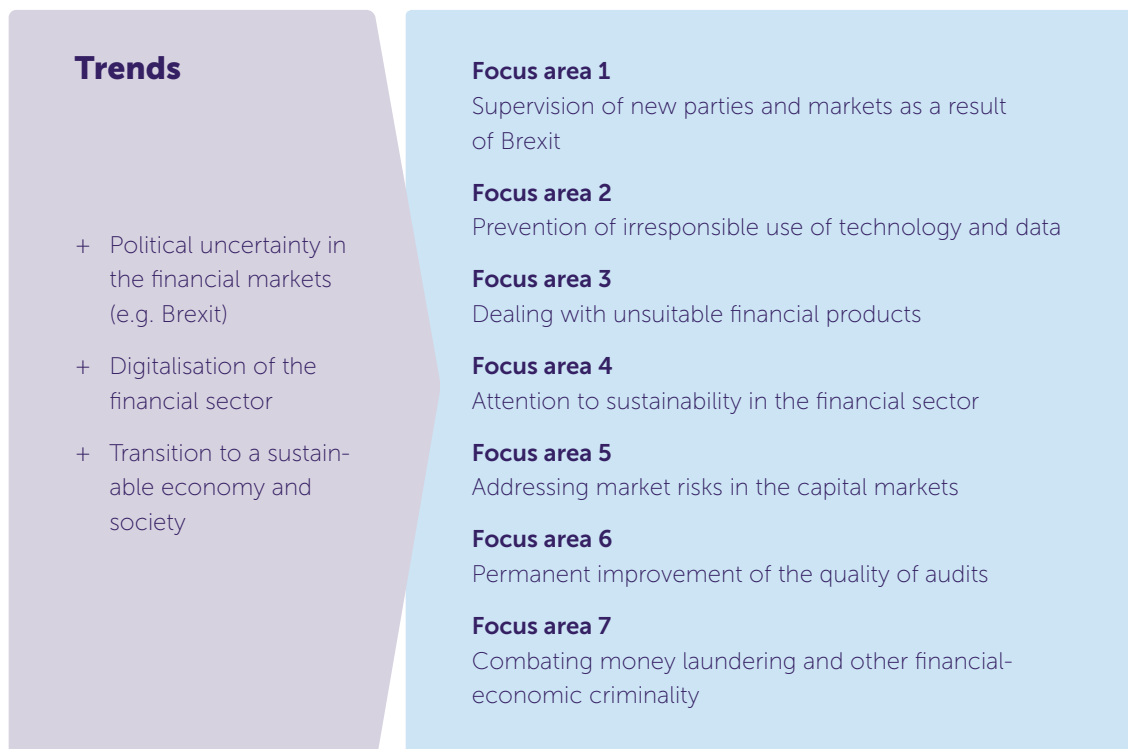 Trends
+ Political uncertainty in
the financial markets
(e.g. Brexit)
+ Digitalisation of the
financial sector
+ Transition to a sustain-
able economy and
society
Focus area 1
Supervision of new parties and markets as a result
of Brexit
Focus area 2
Prevention of irresponsible use of technology and data
Focus area 3
Dealing with unsuitable financial products
Focus area 4
Attention to sustainability in the financial sector
Focus area 5
Addressing market risks in the capital markets
Focus area 6
Permanent improvement of the quality of audits
Focus area 7
Combating money laundering and other financial-
economic criminality